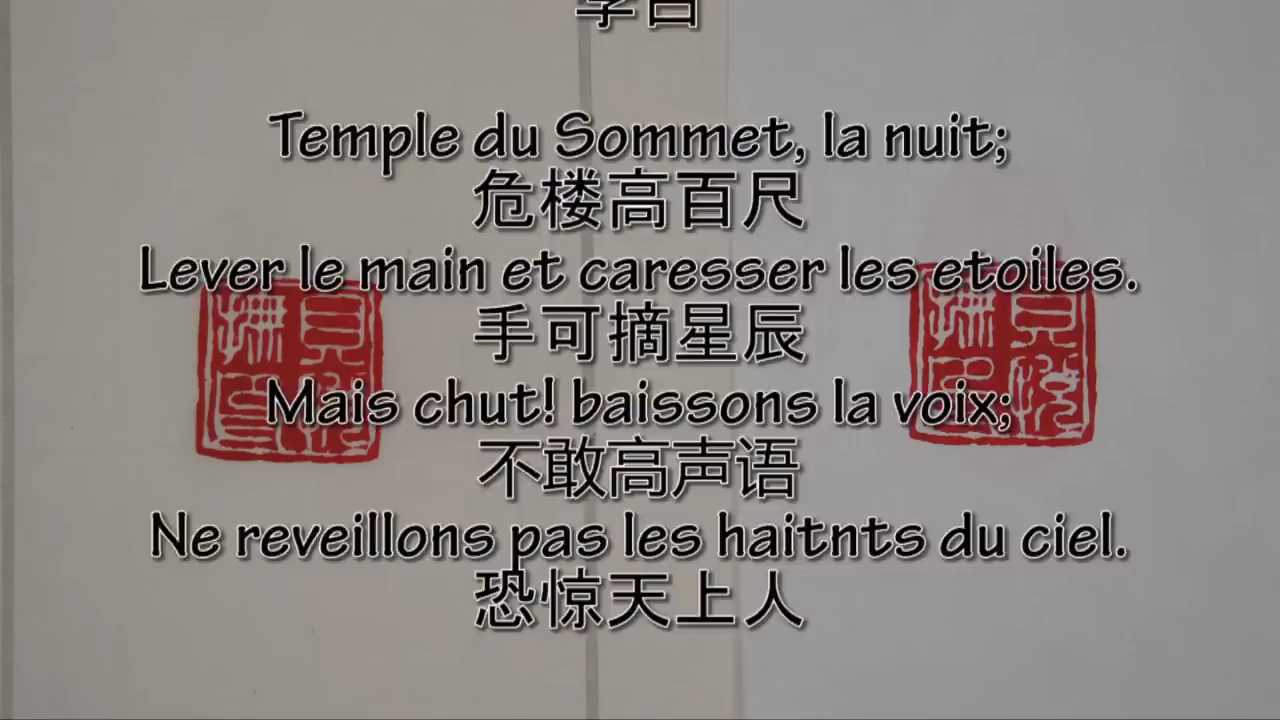 李白
Temple du Sommet, la nuit;
危楼高百尺
Lever le main et caresser les etoiles.
手可摘星辰
Mais chut! baissons la voix;
不敢高声语
Ne reveillons pas les haitnts du ciel.
恐惊天上人